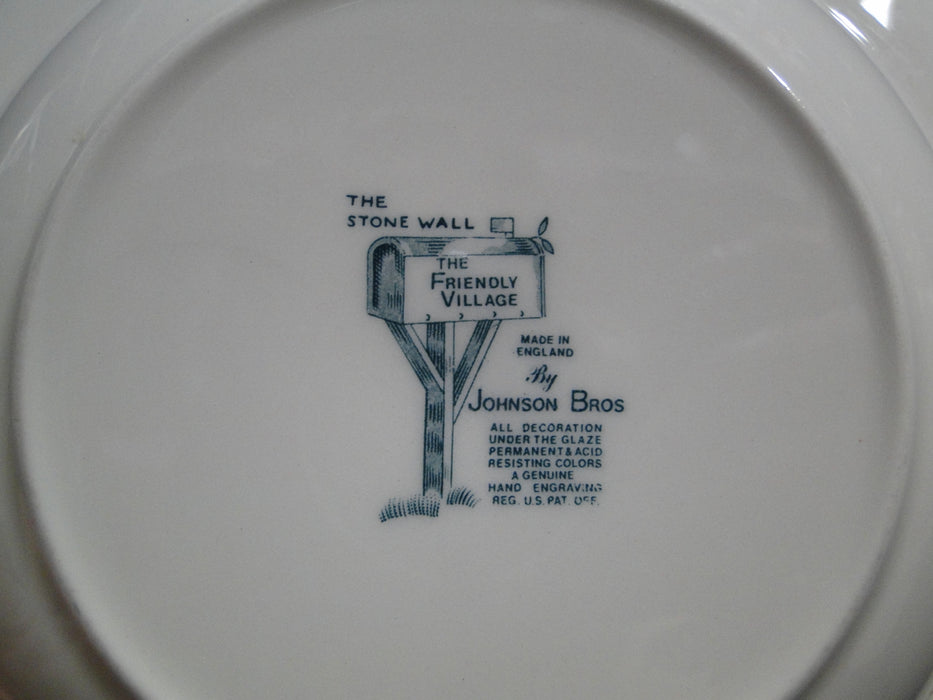 THE
STONE WALL
THE
FRIENDLY
VILLAGE
MADE IN
ENGLAND
By
JOHNSON BROS
ALL DECORATION
UNDER THE GLAZE
PERMANENT & ACID
RESISTING COLORS
A GENUINE
HAND ENGRAVING
REG. U.S. PAT. OFF.